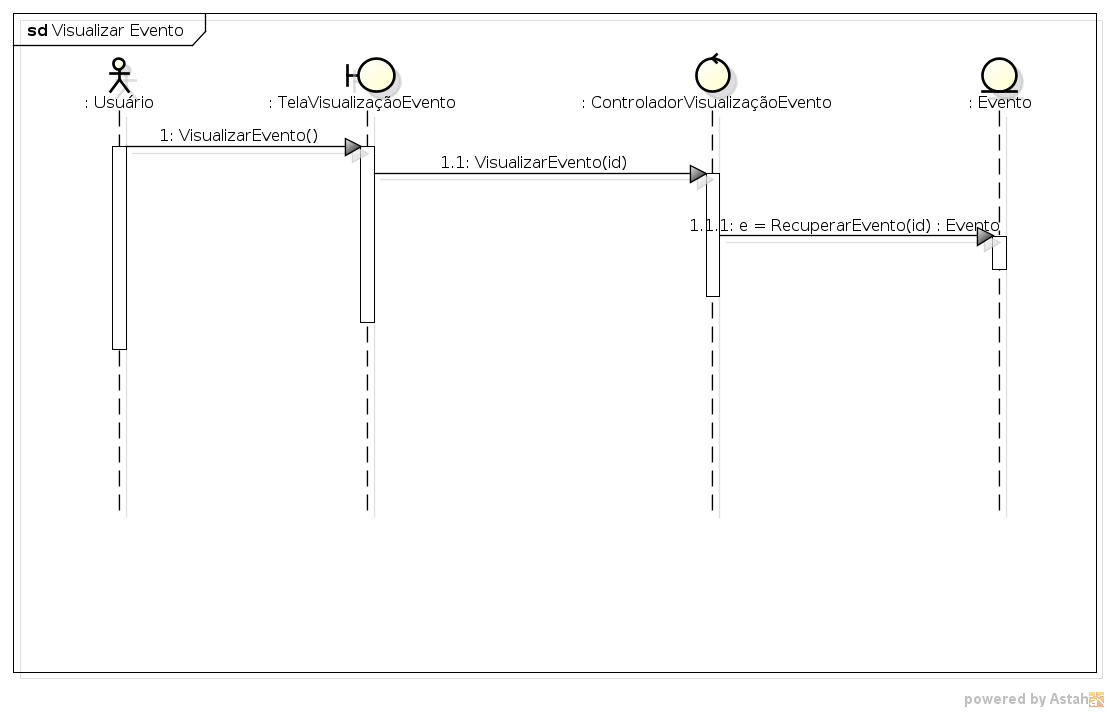 sd Visualizar Evento
: Usuário
: TelaVisualizaçãoEvento
: ControladorVisualizaçãoEvento
: Evento
1: VisualizarEvento()
1.1: VisualizarEvento(id)
1.1.1: e = RecuperarEvento(id) : Evento
powered by Astah